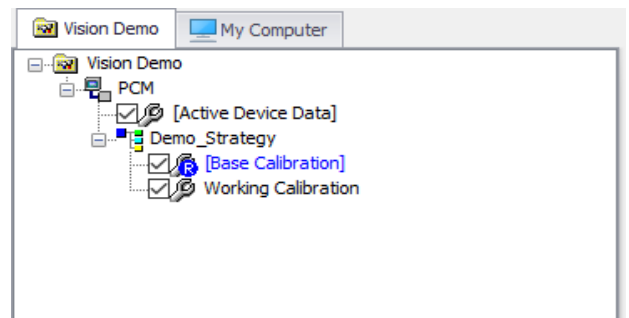 Vision Demo My Computer
Vision Demo
PCM
[Active Device Data]
Demo_Strategy
R [Base Calibration]
Working Calibration